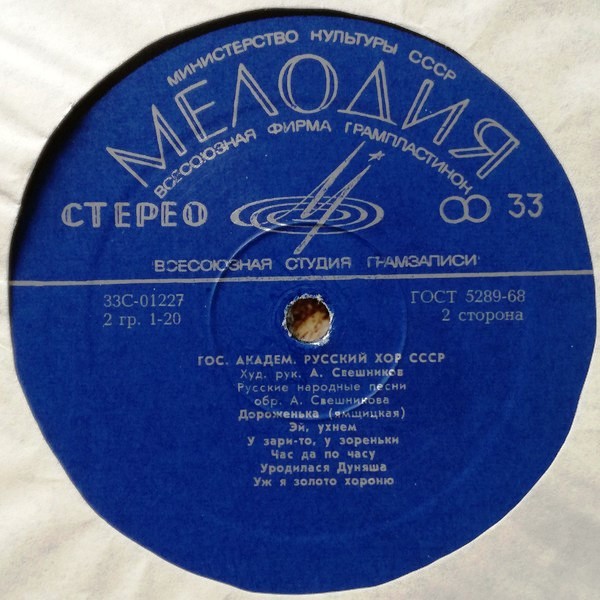 МИНИСТЕРСТВО КУЛЬТУРЫ СССР
МЕЛОДИЯ
ВСЕСОЮЗНАЯ ФИРМА ГРАМПЛАСТИНОК
СТЕРЕО 33
ВСЕСОЮЗНАЯ СТУДИЯ ГРАМЗАПИСИ
33С-01227 ГОСТ 5289-68
2 гр. 1-20 2 сторона
ГОС. АКАДЕМ. РУССКИЙ ХОР СССР
Худ. рук. А. Свешников
Русские народные песни
обр. А. Свешникова
Дороженька (ямщицкая)
Эй, ухнем
У зари-то, у зореньки
Час да по часу
Уродилася Дуняша
Уж я золото хороню